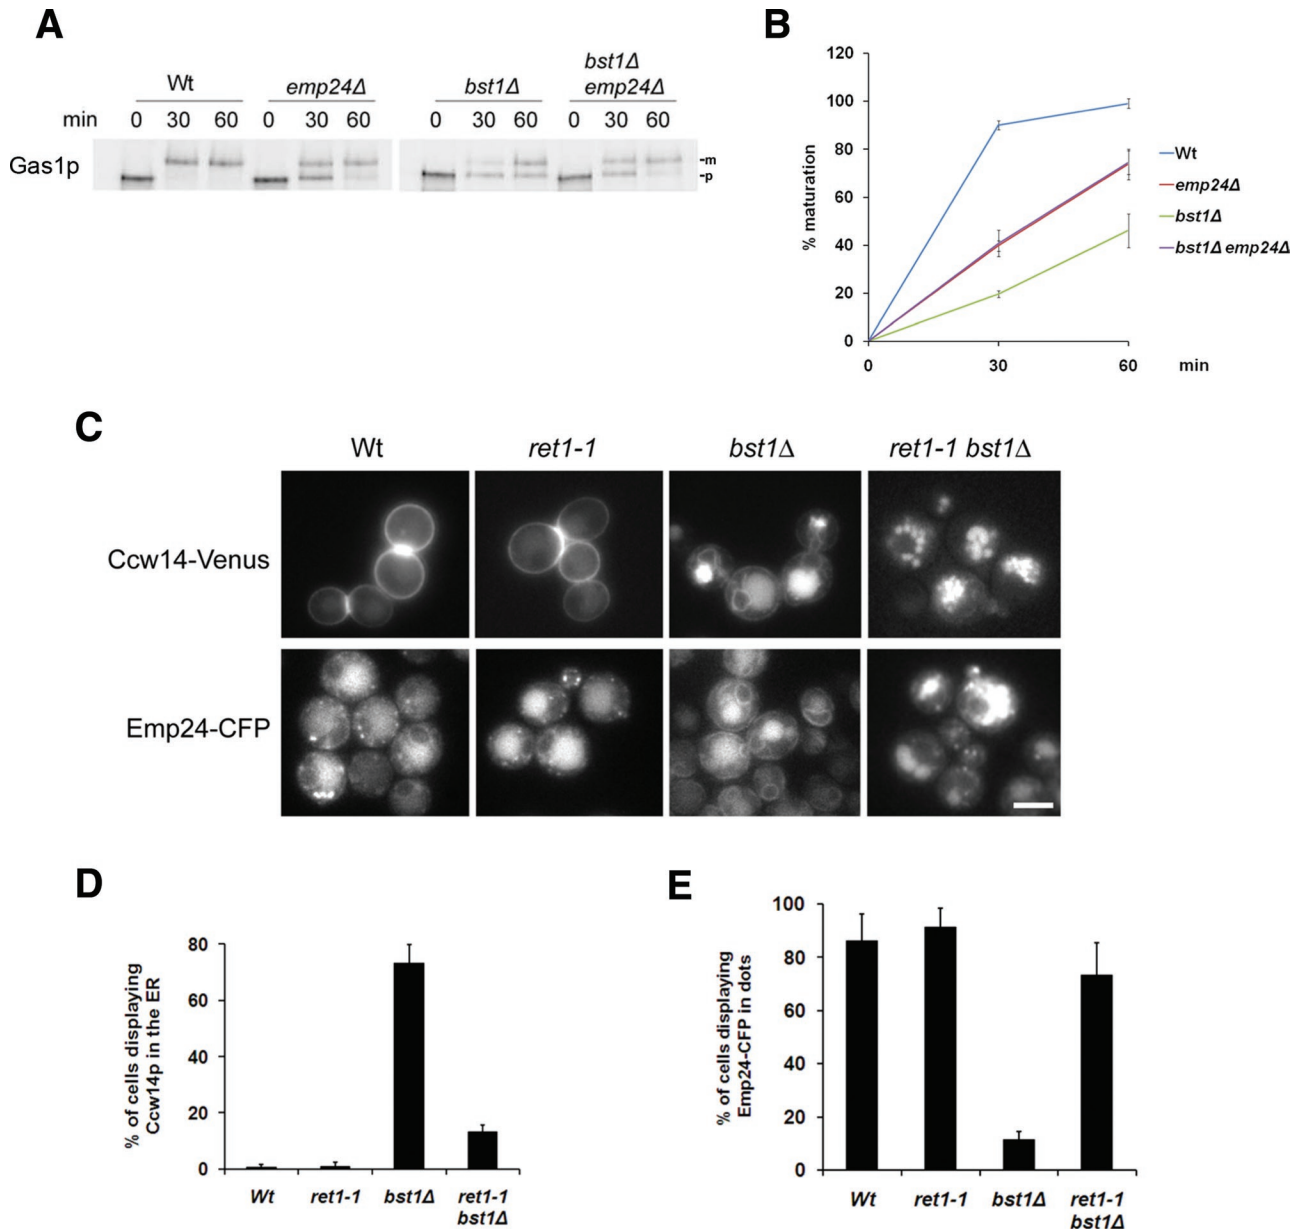 A
Wt
emp24Δ
bst1Δ
bst1Δ
emp24Δ
min 0 30 60 0 30 60 0 30 60 0 30 60
Gas1p
-m
-p
B
120
100
80
60
40
20
0
% maturation
0 30 60 min
Wt
emp24Δ
bst1Δ
bst1Δ emp24Δ
C
Wt ret1-1 bst1Δ ret1-1 bst1Δ
Ccw14-Venus
Emp24-CFP
D
% of cells displaying
Ccw14p in the ER
80
60
40
20
0
Wt ret1-1 bst1Δ ret1-1
bst1Δ
E
% of cells displaying
Emp24-CFP in dots
100
80
60
40
20
0
Wt ret1-1 bst1Δ ret1-1
bst1Δ